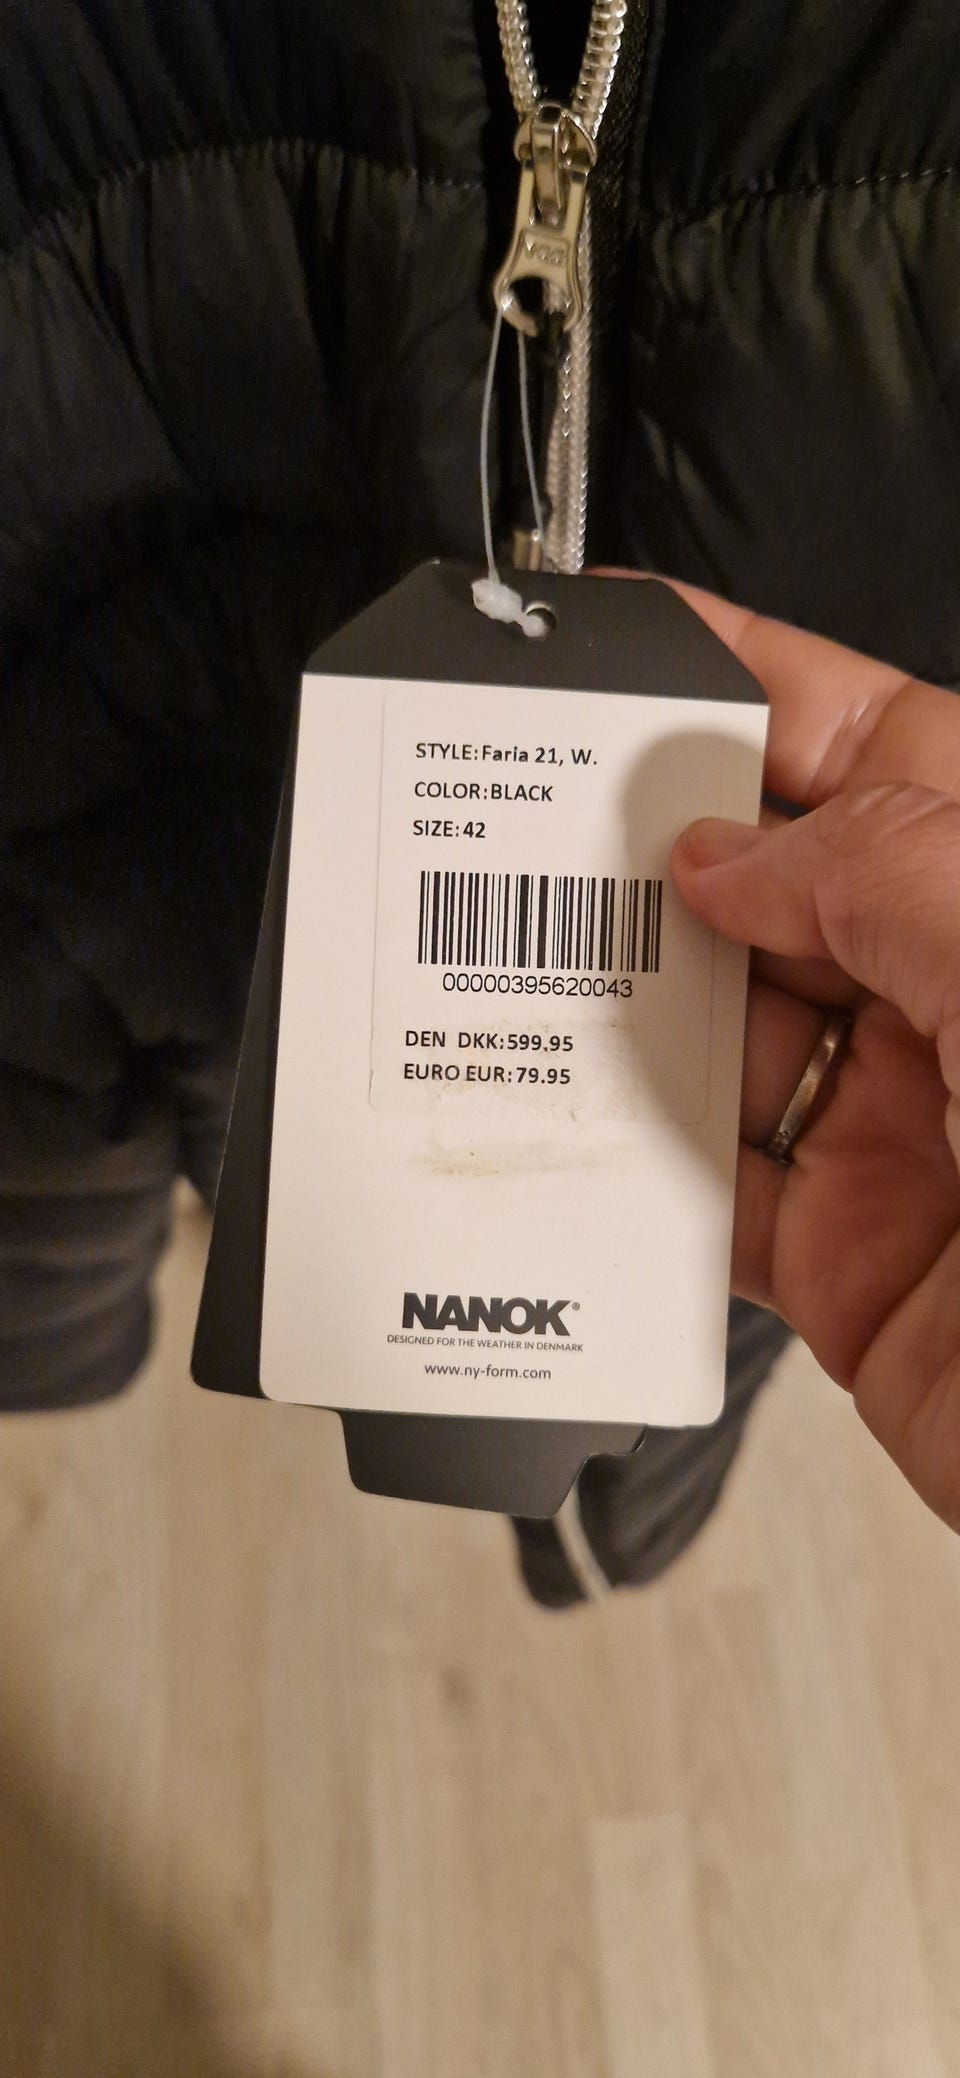 STYLE:Faria 21, W.
COLOR:BLACK
SIZE:42
00000395620043
DEN DKK:599.95
EURO EUR:79.95
NANOK®
DESIGNED FOR THE WEATHER IN DENMARK
www.ny-form.com